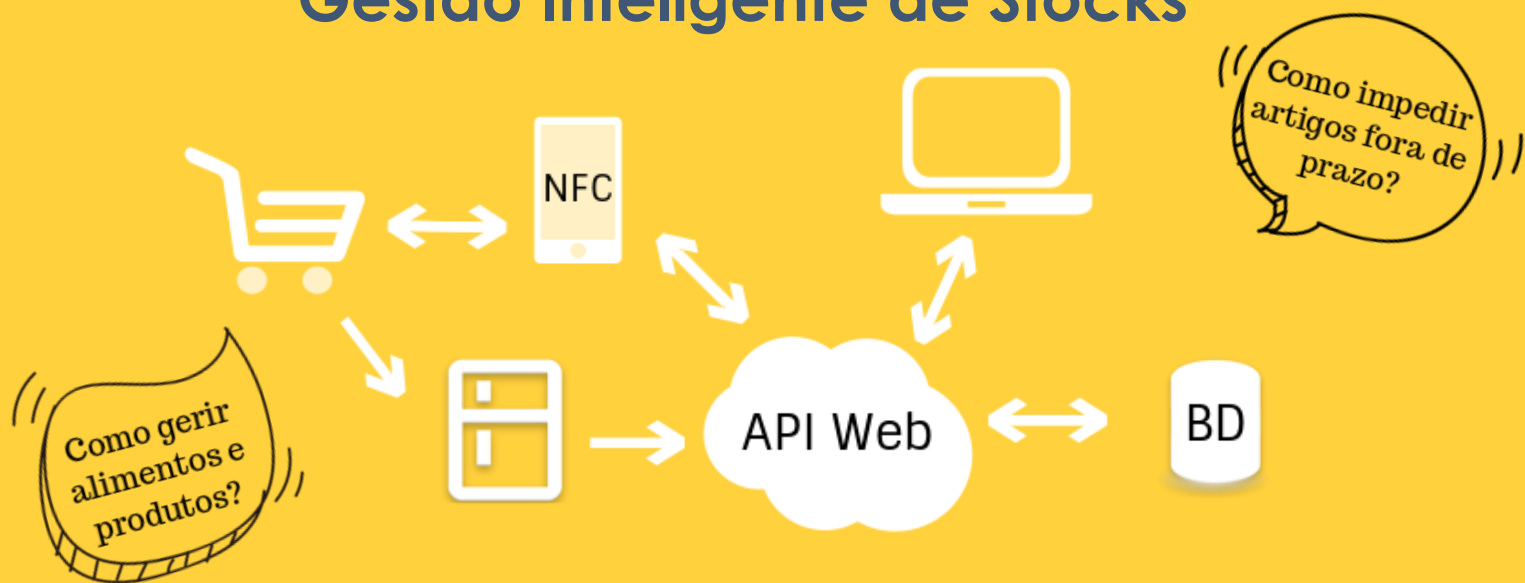 Gestão Inteligente de Stocks
Como impedir
artigos fora de
prazo?
NFC
Como gerir
alimentos e
produtos?
API Web
BD